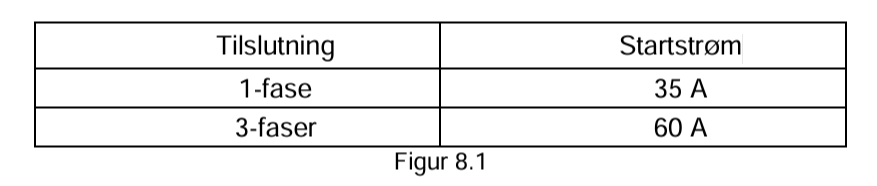 Tilslutning Startstrøm
1-fase 35 A
3-faser 60 A
Figur 8.1